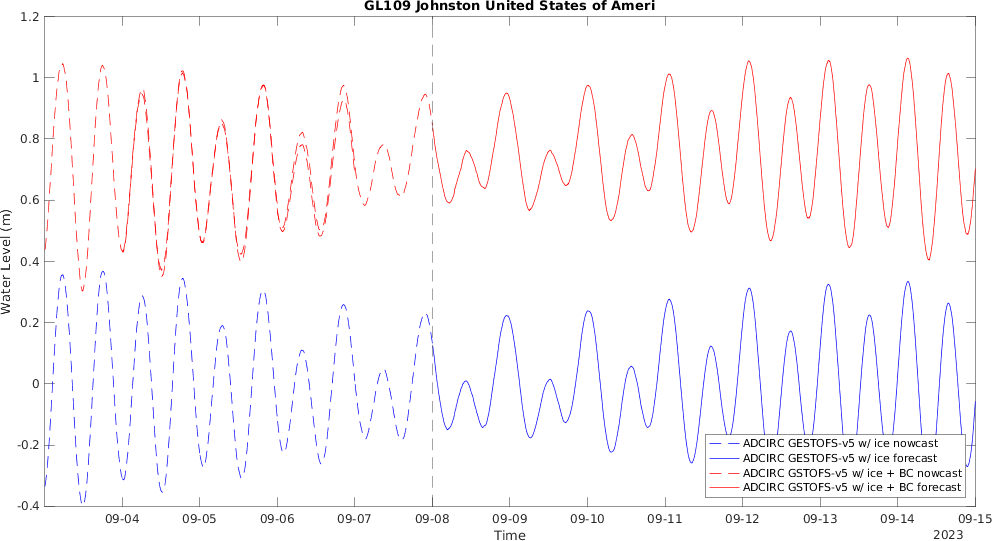 GL109 Johnston United States of Ameri
1.2
1
0.8
0.6
0.4
0.2
0
-0.2
-0.4
Water Level (m)
ADCIRC GESTOFS-v5 w/ ice nowcast
ADCIRC GESTOFS-v5 w/ ice forecast
ADCIRC GSTOFS-v5 w/ ice + BC nowcast
ADCIRC GSTOFS-v5 w/ ice + BC forecast
09-04 09-05 09-06 09-07 09-08 09-09 09-10 09-11 09-12 09-13 09-14 09-15
Time
2023